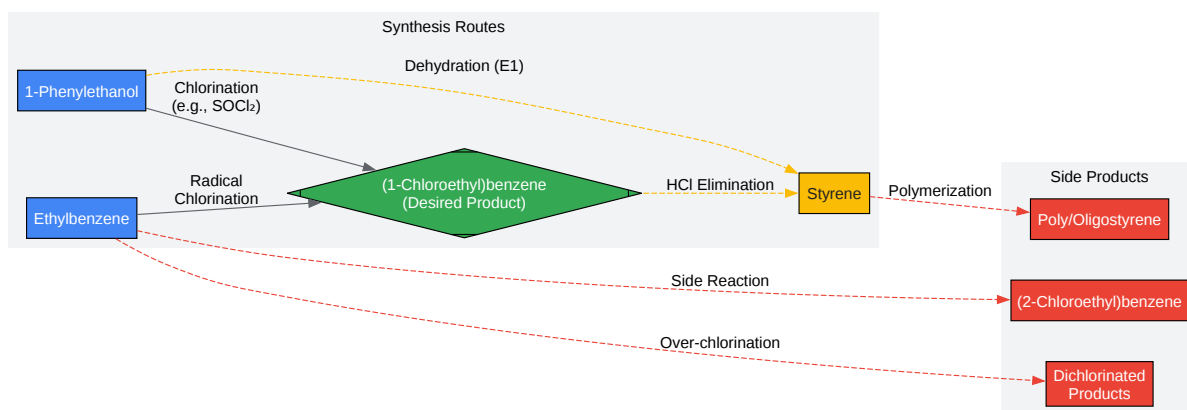 Synthesis Routes
Dehydration (E1)
1-Phenylethanol
Chlorination
(e.g., SOCl₂)
Radical
Chlorination
Ethylbenzene
(1-Chloroethyl)benzene
(Desired Product)
HCl Elimination
Styrene
Polymerization
Side Products
Poly/Oligostyrene
Side Reaction
(2-Chloroethyl)benzene
Over-chlorination
Dichlorinated
Products